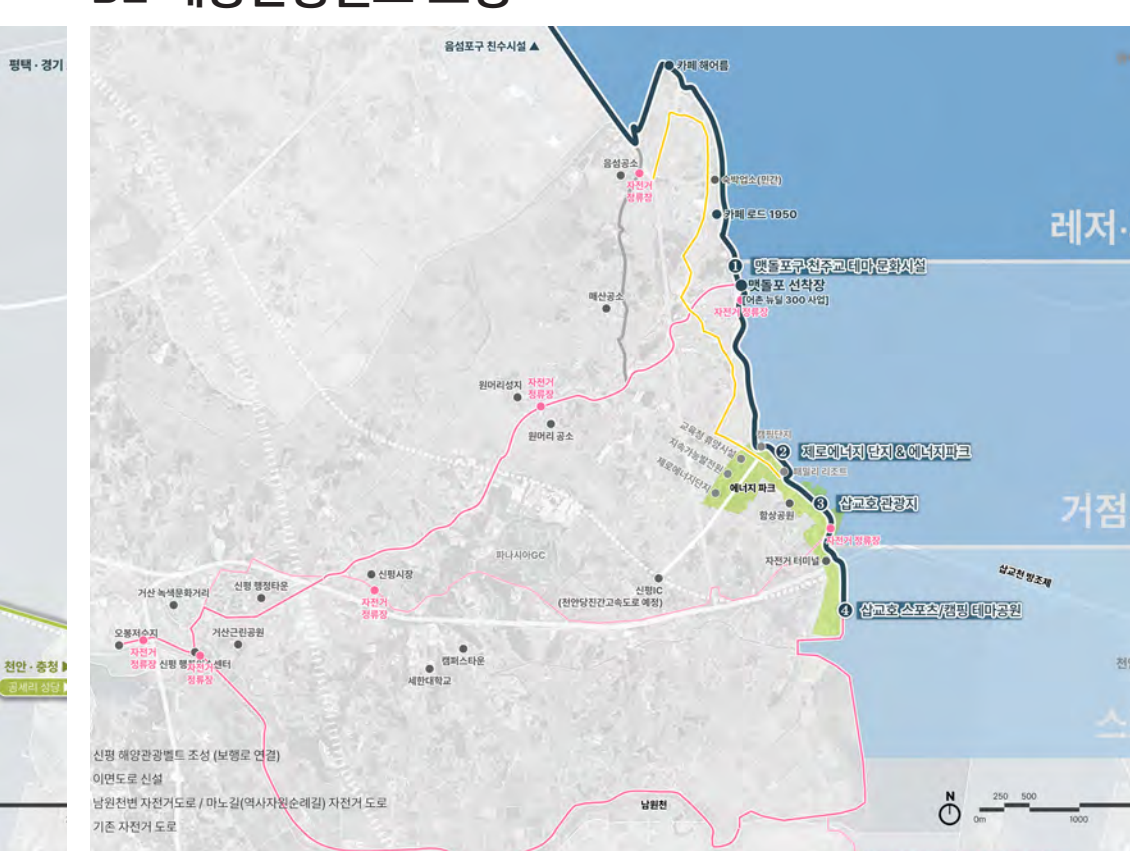 평택 · 경기
음섬포구 친수시설 ▲
카페 해어름
음섬공소
자전거
정류장
숙박업소(민간)
카페 로드 1950
레저·
1 맷돌포구 천주교 테마 문화시설
맷돌포 선착장
[어촌 뉴딜 300 사업]
자전거 정류장
매산공소
원머리성지
자전거
정류장
원머리 공소
캠핑단지
교육청 휴양시설
지속가능발전원
제로에너지단지
2 제로에너지 단지 & 에너지파크
패밀리 리조트
에너지 파크
3 삽교호 관광지
거점
함상공원
자전거 정류장
파나시아GC
자전거 터미널
삽교천 방조제
신평시장
신평IC
(천안당진간고속도로 예정)
신평 행정타운
거산 녹색문화거리
자전거
정류장
4 삽교호 스포츠/캠핑 테마공원
오봉저수지
거산근린공원
자전거
정류장
자전거
정류장
캠퍼스타운
세한대학교
천안 · 충청 ▶
공세리 성당 ▶
스
신평 해양관광벨트 조성 (보행로 연결)
이면도로 신설
남원천변 자전거도로 / 마노길(역사자원순례길) 자전거 도로
기존 자전거 도로
남원천
N
250 500
0m 1000